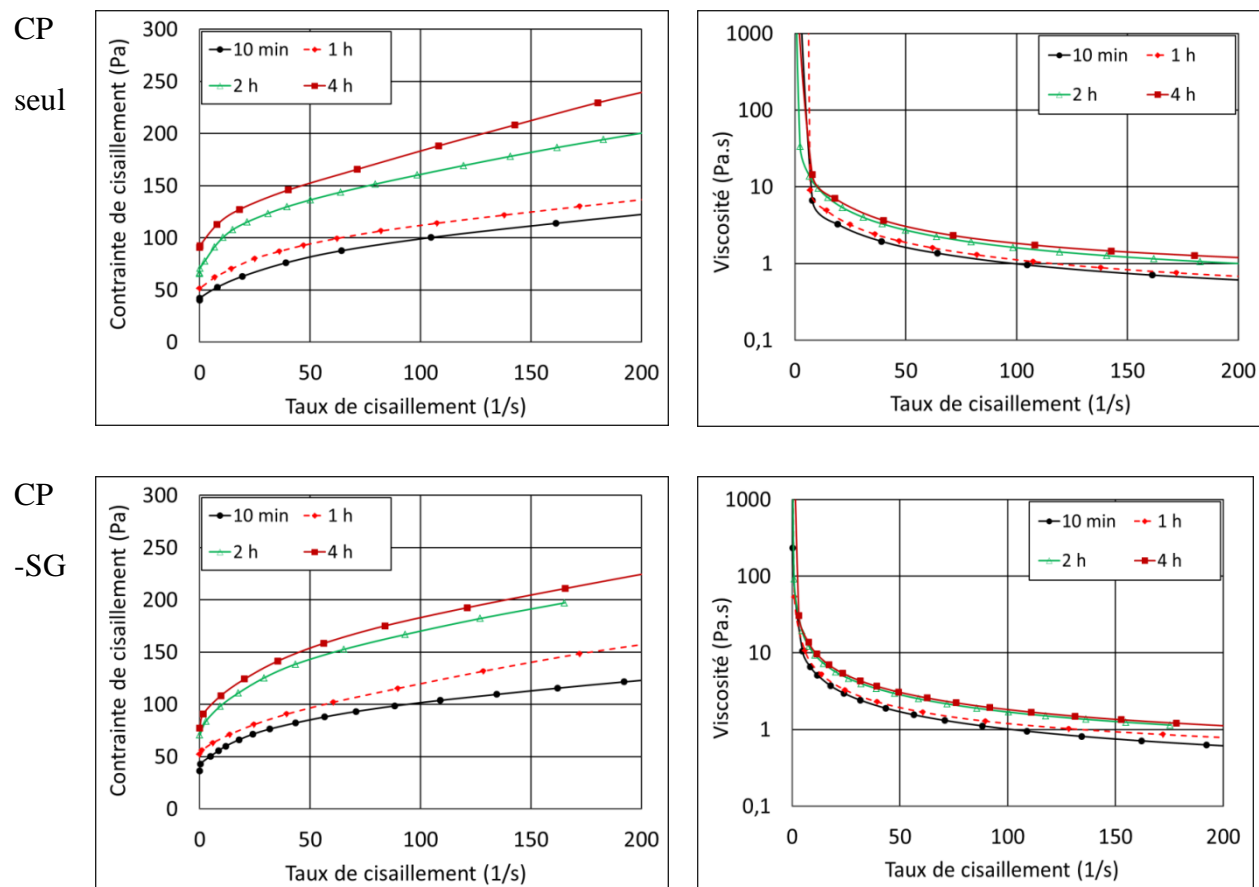 CP
seul
Contrainte de cisaillement (Pa)
300
250
200
150
100
50
0
10 min 1 h
2 h 4 h
0 50 100 150 200
Taux de cisaillement (1/s)
Viscosité (Pa.s)
1000
100
10
1
0,1
10 min 1 h
2 h 4 h
0 50 100 150 200
Taux de cisaillement (1/s)
CP
-SG
Contrainte de cisaillement (Pa)
300
250
200
150
100
50
0
10 min 1 h
2 h 4 h
0 50 100 150 200
Taux de cisaillement (1/s)
Viscosité (Pa.s)
1000
100
10
1
0,1
10 min 1 h
2 h 4 h
0 50 100 150 200
Taux de cisaillement (1/s)